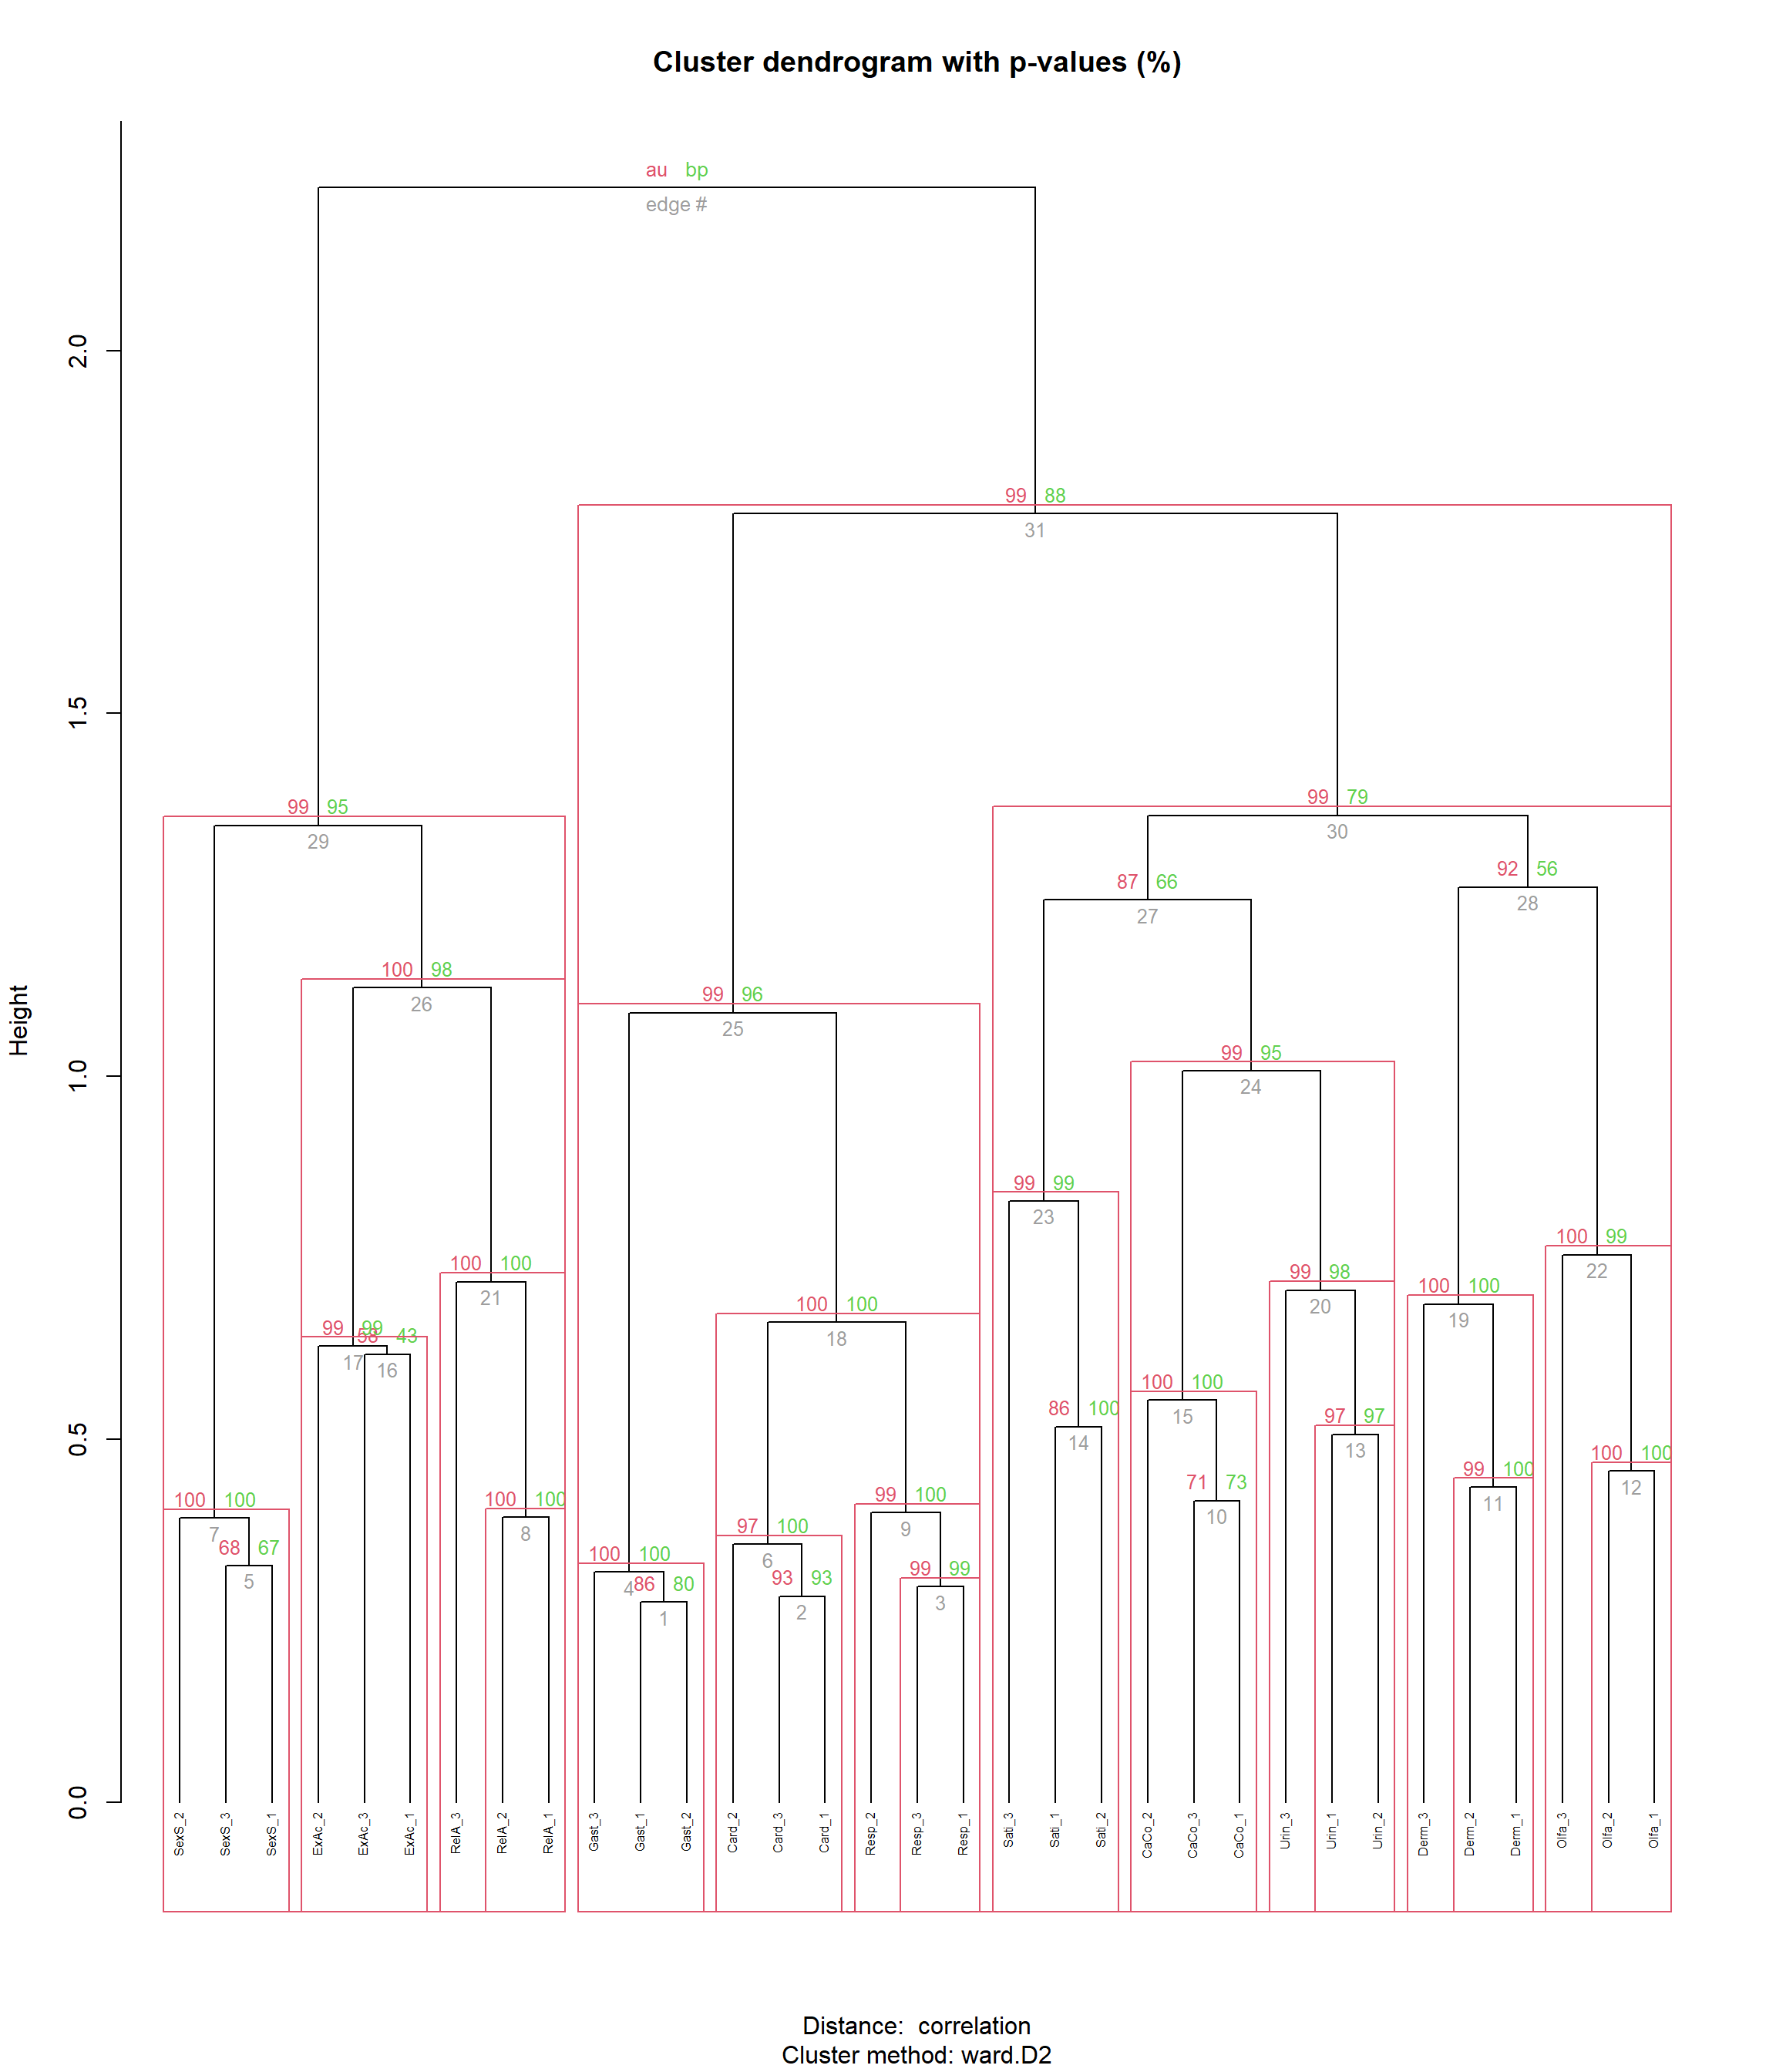 Cluster dendrogram with p-values (%)
au bp
edge #
2.0
99 88
31
1.5
99 79
30
99 95
29
92 56
28
87 66
27
100 98
26
99 96
25
Height
1.0
99 95
24
99 99
23
100 99
22
100 100
21
99 98
20
100 100
19
100 100
18
99 99
17
58 43
16
100 100
15
0.5
86 100
14
97 97
13
100 100
12
99 100
11
71 73
10
99 100
9
100 100
8
100 100
7
97 100
6
68 67
5
100 100
4
99 99
3
93 93
2
86 80
1
0.0
SexS_2
SexS_3
SexS_1
ExAc_2
ExAc_3
ExAc_1
RelA_3
RelA_2
RelA_1
Gast_3
Gast_1
Gast_2
Card_2
Card_3
Card_1
Resp_2
Resp_3
Resp_1
Sati_3
Sati_1
Sati_2
CaCo_2
CaCo_3
CaCo_1
Urin_3
Urin_1
Urin_2
Derm_3
Derm_2
Derm_1
Olfa_3
Olfa_2
Olfa_1
Distance: correlation
Cluster method: ward.D2